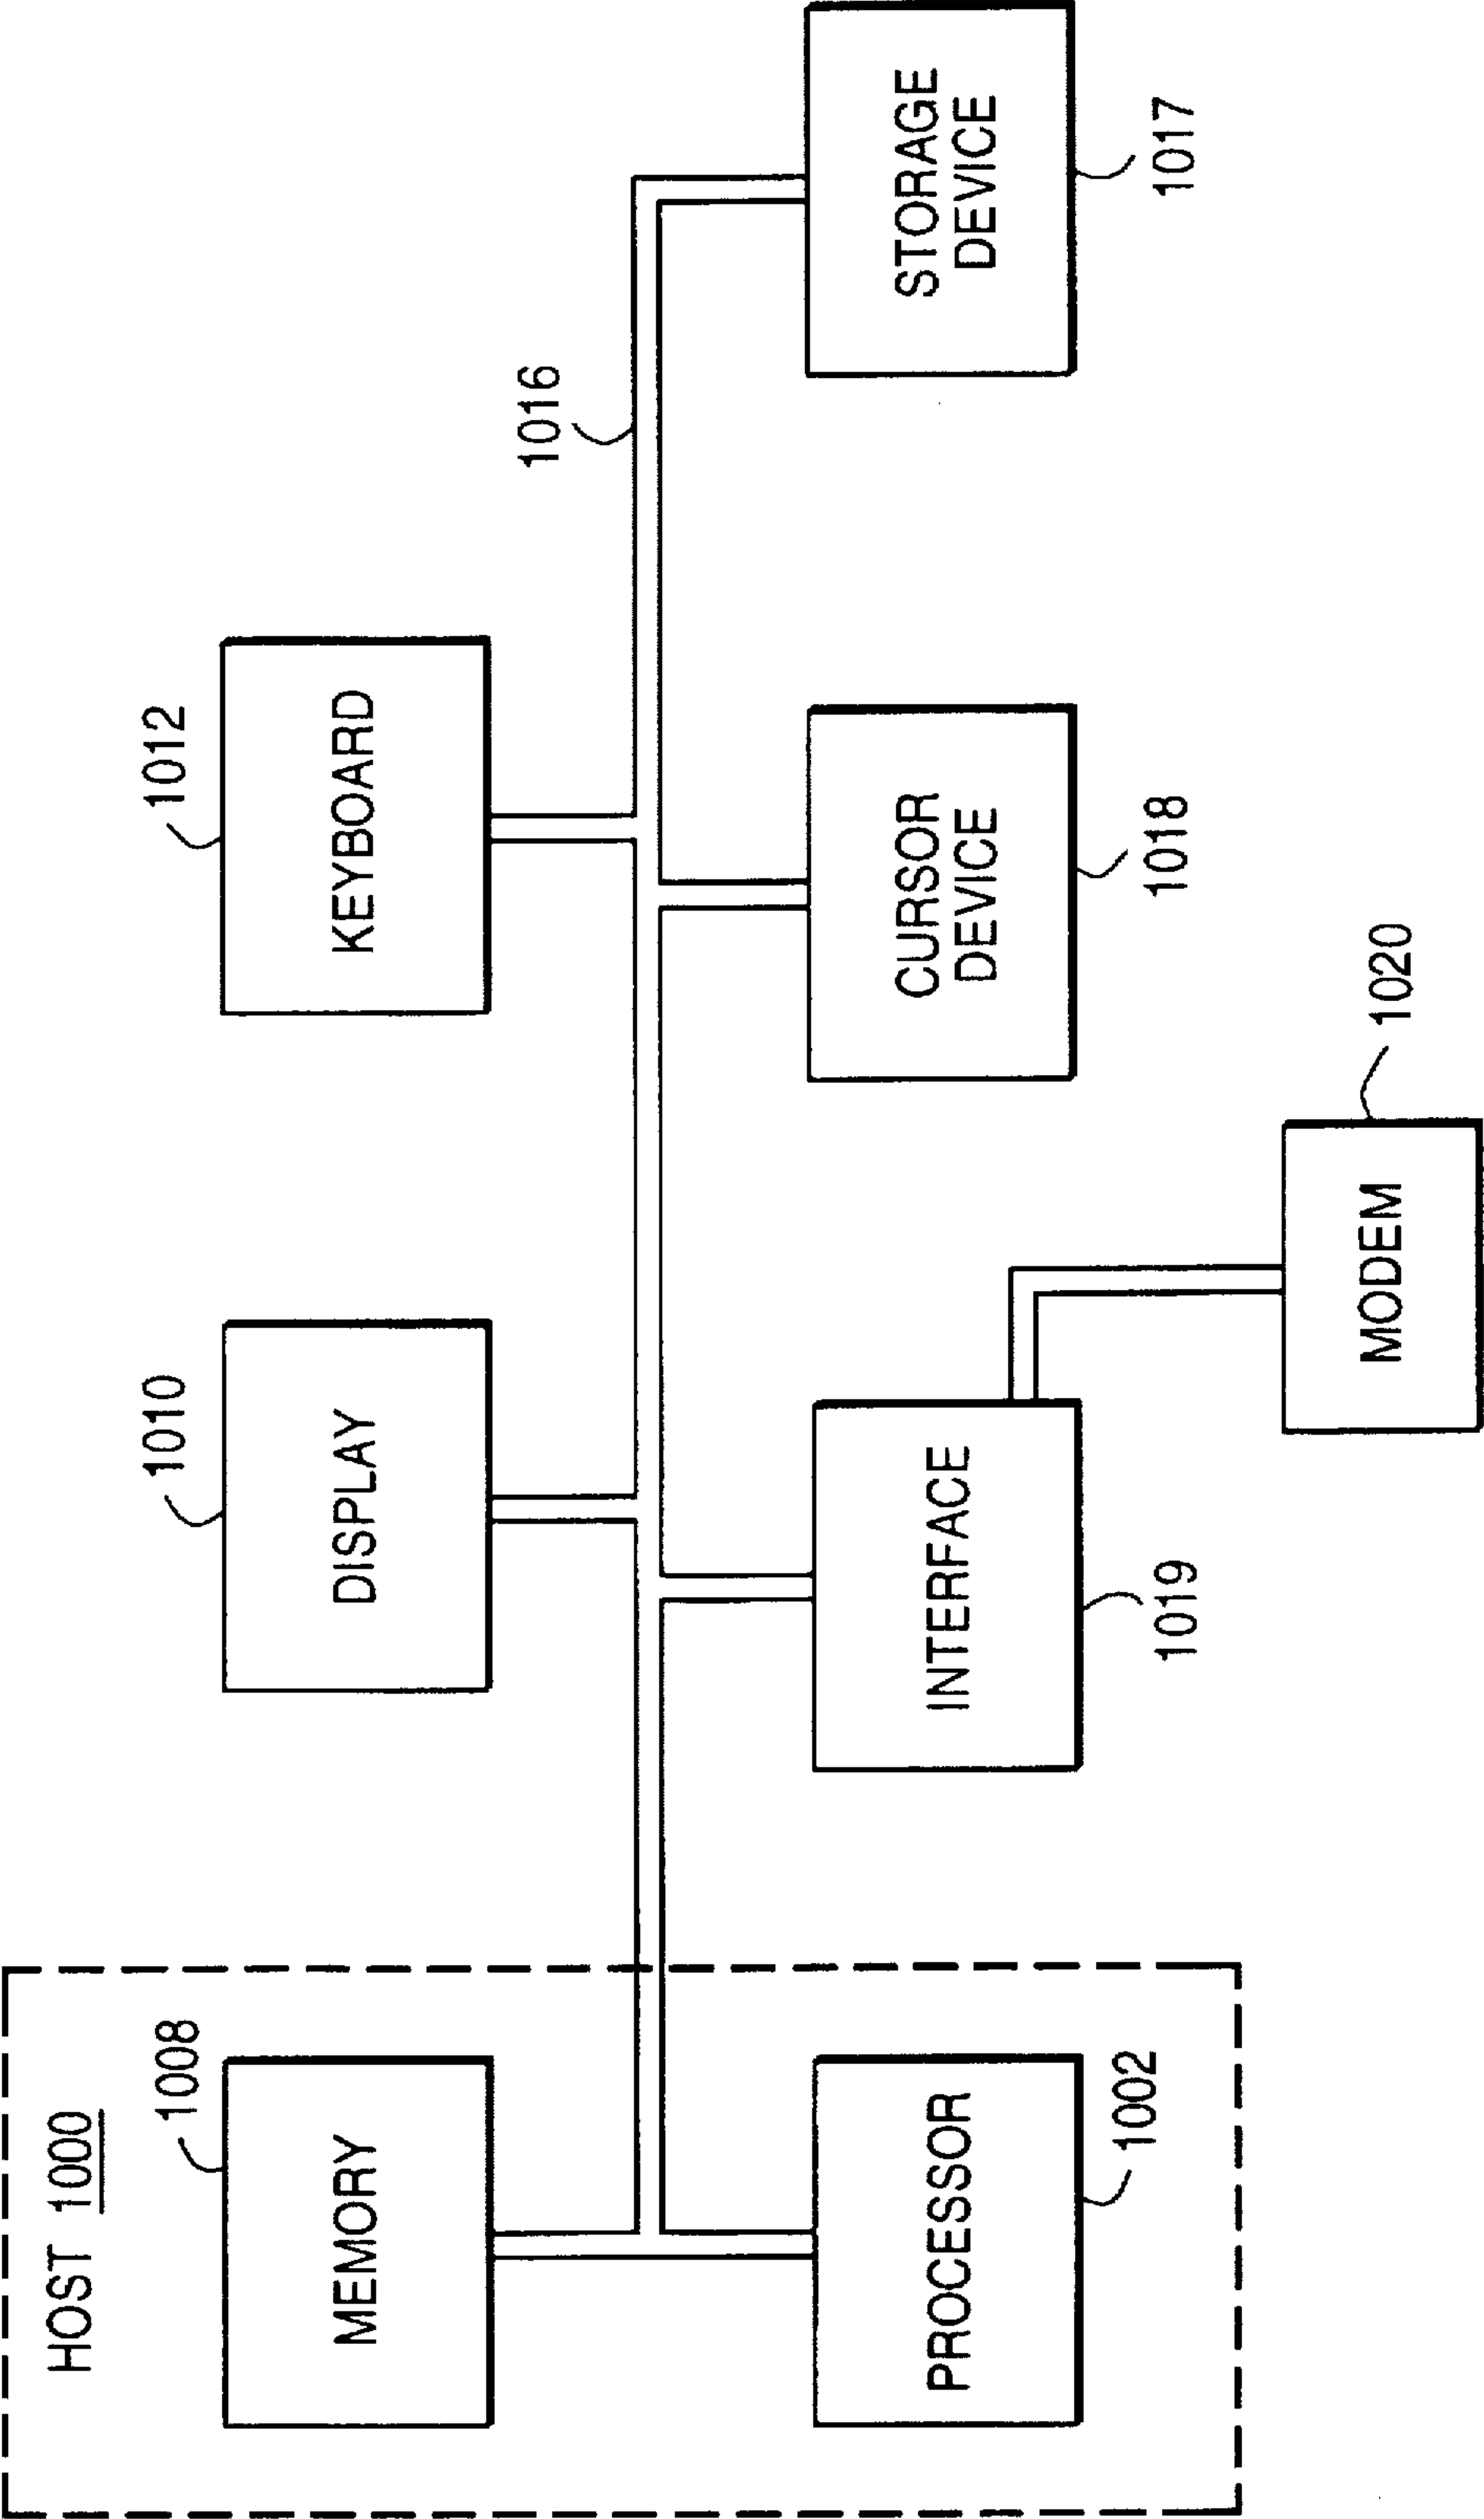 HOST 1000
1008
MEMORY
PROCESSOR
1002
1010
DISPLAY
INTERFACE
1019
MODEM
1020
1012
KEYBOARD
CURSOR
DEVICE
1018
1016
STORAGE
DEVICE
1017